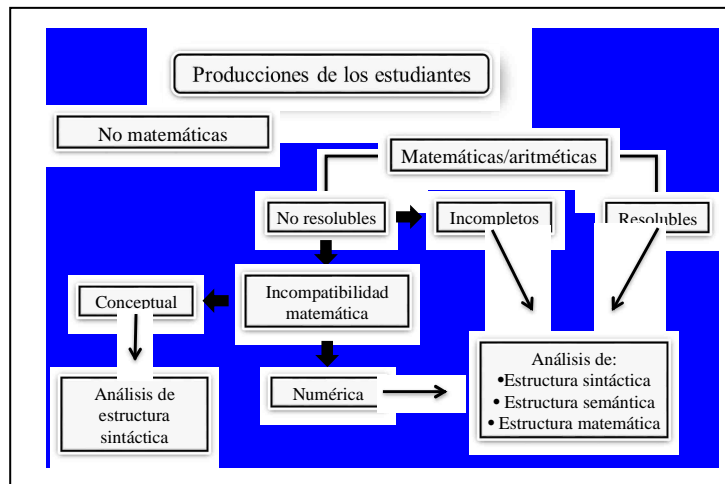 Producciones de los estudiantes
No matemáticas
Matemáticas/aritméticas
No resolubles
Incompletos
Resolubles
Conceptual
Incompatibilidad
matemática
Análisis de
estructura
sintáctica
Numérica
Análisis de:
•Estructura sintáctica
• Estructura semántica
• Estructura matemática